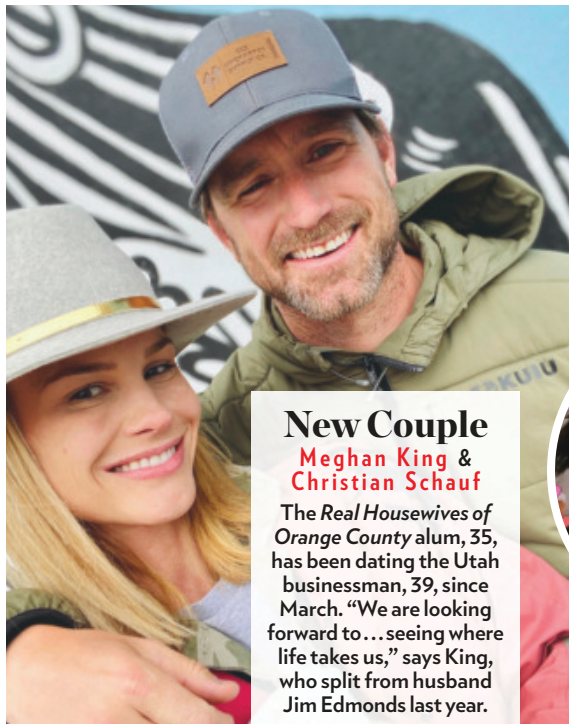 New Couple
Meghan King &
Christian Schauf
The Real Housewives of
Orange County alum, 35,
has been dating the Utah
businessman, 39, since
March. “We are looking
forward to...seeing where
life takes us,” says King,
who split from husband
Jim Edmonds last year.